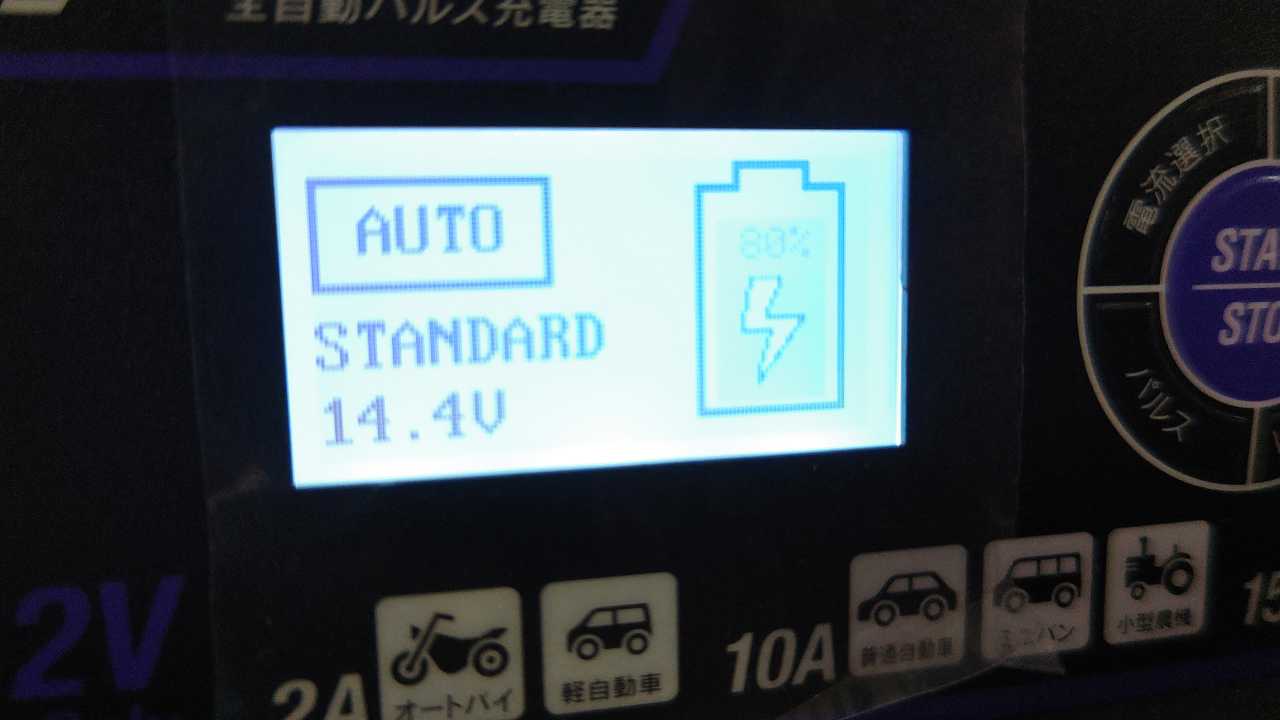 全自動パルス充電器
AUTO
80%
STANDARD
14.4V
電流選択
STA
STO
パルス
2V
2A
オートバイ
軽自動車
10A
普通自動車
ミニバン
小型農機
15